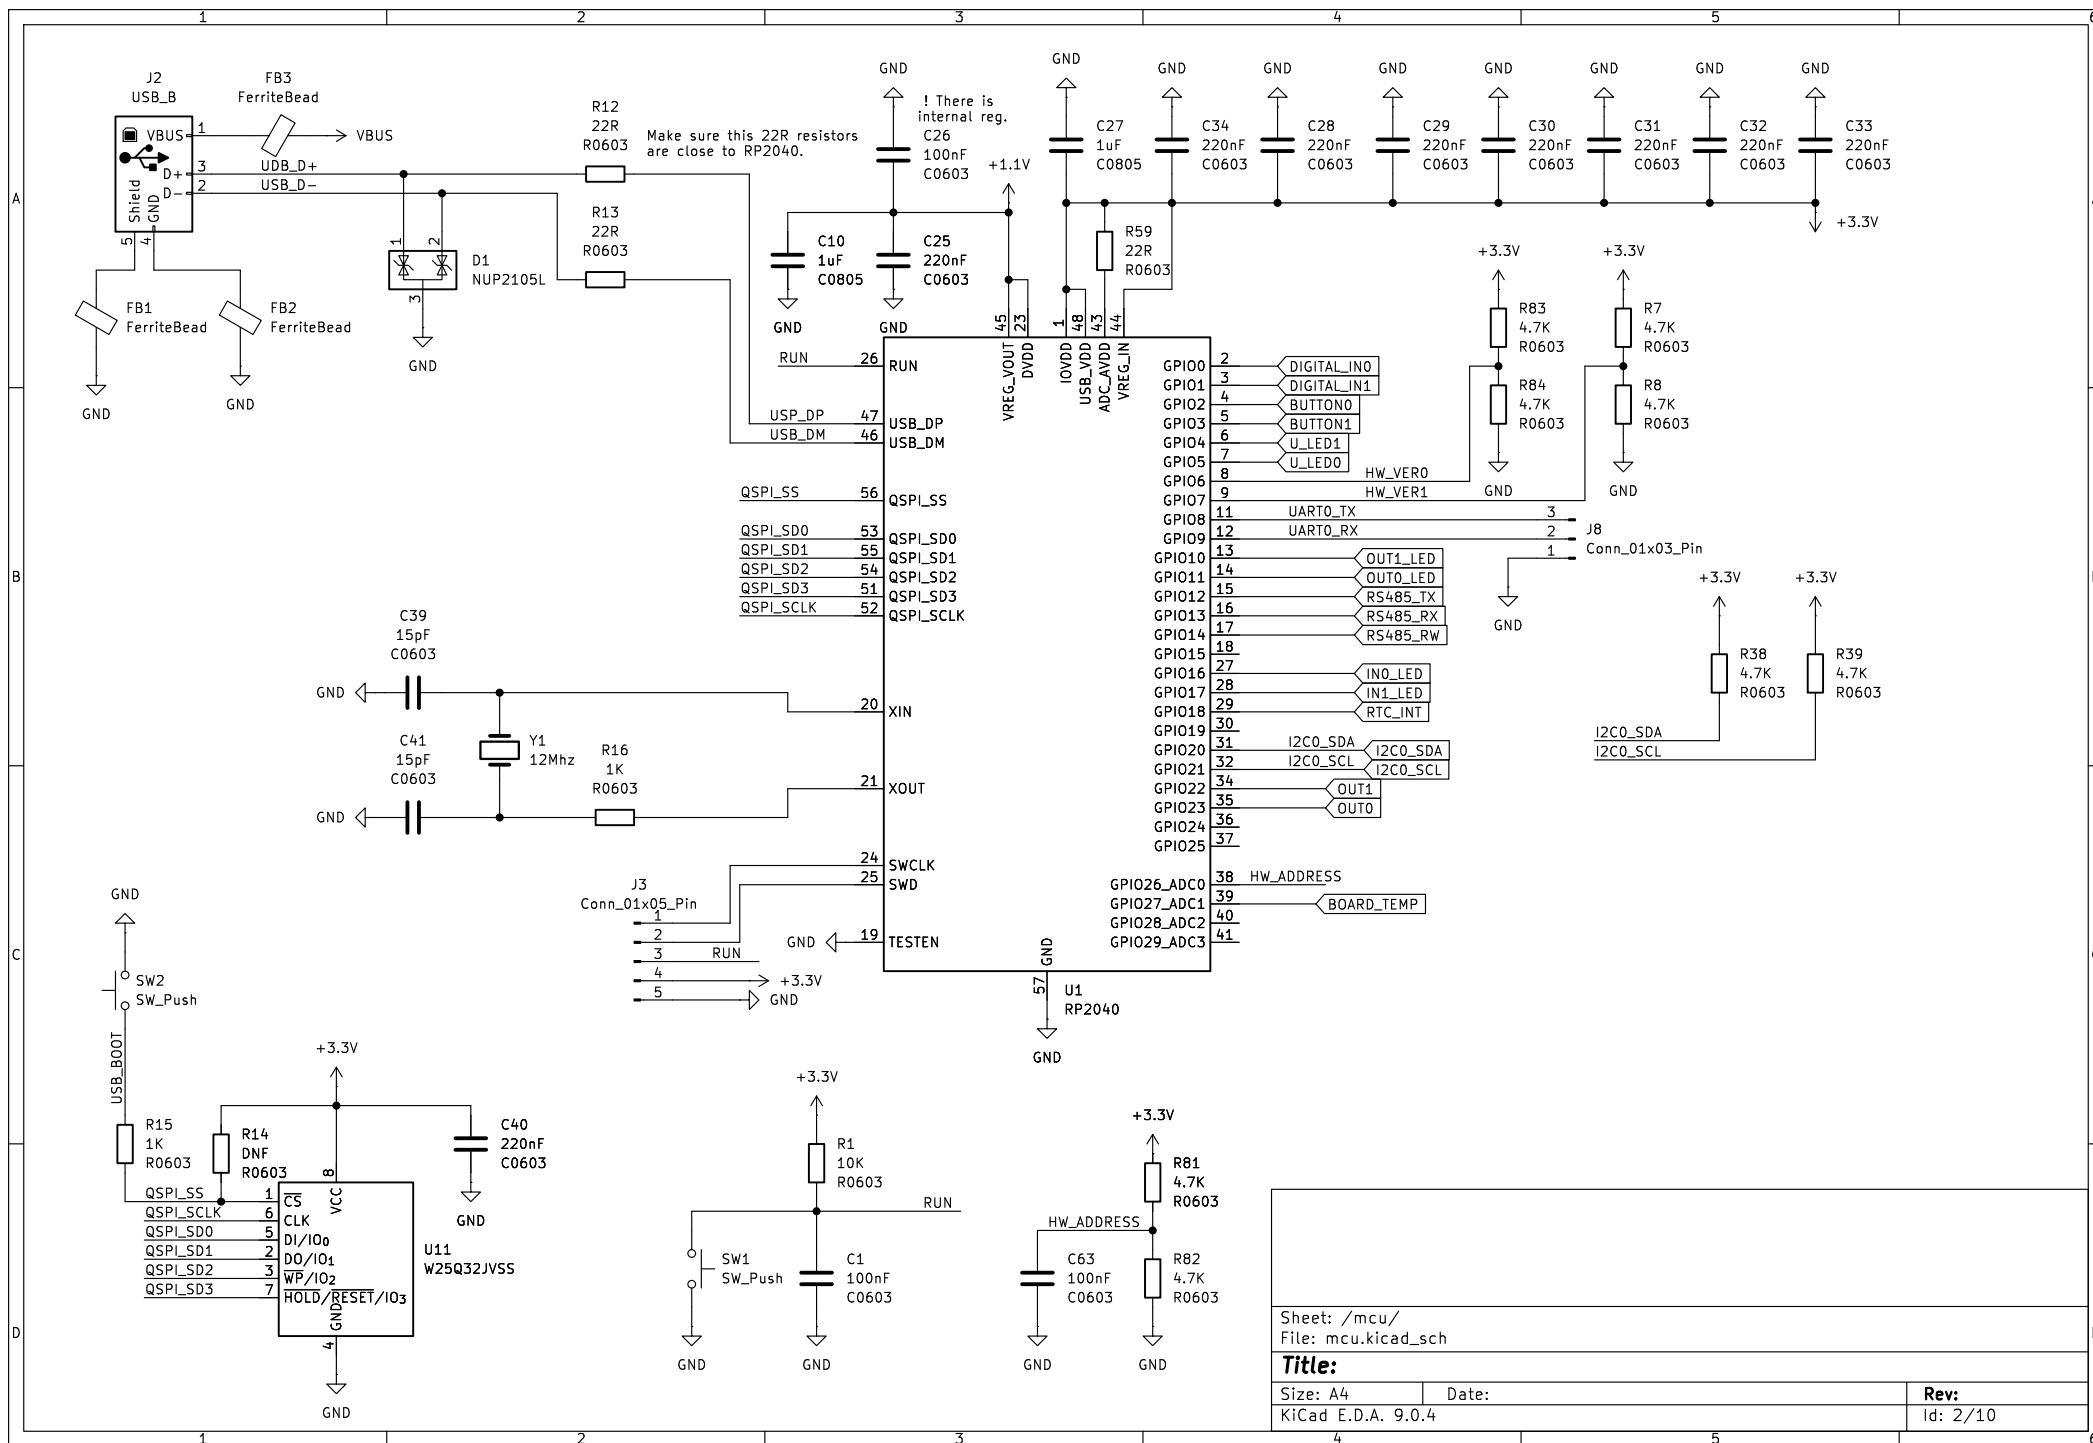 1 2 3 4 5 6
A
B
C
D
J2
USB_B
VBUS 1
D+ 3
D- 2
Shield 5
GND 4
FB3
FerriteBead
VBUS
UDB_D+
USB_D-
FB1
FerriteBead
GND
FB2
FerriteBead
GND
1 2 3
D1
NUP2105L
GND
R12
22R
R0603
R13
22R
R0603
Make sure this 22R resistors
are close to RP2040.
GND
! There is
internal reg.
C26
100nF
C0603
+1.1V
C10
1uF
C0805
GND
C25
220nF
C0603
GND
GND
C27
1uF
C0805
GND
C34
220nF
C0603
GND
C28
220nF
C0603
GND
C29
220nF
C0603
GND
C30
220nF
C0603
GND
C31
220nF
C0603
GND
C32
220nF
C0603
GND
C33
220nF
C0603
+3.3V
R59
22R
R0603
45 VREG_VOUT
23 DVDD
1 IOVDD
48 USB_VDD
43 ADC_AVDD
44 VREG_IN
RUN 26 RUN
USP_DP 47 USB_DP
USB_DM 46 USB_DM
QSPI_SS 56 QSPI_SS
QSPI_SD0 53 QSPI_SD0
QSPI_SD1 55 QSPI_SD1
QSPI_SD2 54 QSPI_SD2
QSPI_SD3 51 QSPI_SD3
QSPI_SCLK 52 QSPI_SCLK
20 XIN
21 XOUT
24 SWCLK
25 SWD
GND 19 TESTEN
GND 57
GND
U1
RP2040
GPIO0 2 DIGITAL_IN0
GPIO1 3 DIGITAL_IN1
GPIO2 4 BUTTON0
GPIO3 5 BUTTON1
GPIO4 6 U_LED1
GPIO5 7 U_LED0
GPIO6 8 HW_VER0
GPIO7 9 HW_VER1
GPIO8 11 UART0_TX 3
GPIO9 12 UART0_RX 2
GPIO10 13 OUT1_LED
GPIO11 14 OUT0_LED
GPIO12 15 RS485_TX
GPIO13 16 RS485_RX
GPIO14 17 RS485_RW
GPIO15 18
GPIO16 27 IN0_LED
GPIO17 28 IN1_LED
GPIO18 29 RTC_INT
GPIO19 30
GPIO20 31 I2C0_SDA I2C0_SDA
GPIO21 32 I2C0_SCL I2C0_SCL
GPIO22 34 OUT1
GPIO23 35 OUT0
GPIO24 36
GPIO25 37
GPIO26_ADC0 38 HW_ADDRESS
GPIO27_ADC1 39 BOARD_TEMP
GPIO28_ADC2 40
GPIO29_ADC3 41
+3.3V
R83
4.7K
R0603
R84
4.7K
R0603
GND
+3.3V
R7
4.7K
R0603
R8
4.7K
R0603
GND
1
J8
Conn_01x03_Pin
GND
+3.3V
R38
4.7K
R0603
+3.3V
R39
4.7K
R0603
I2C0_SDA
I2C0_SCL
C39
15pF
C0603
GND
C41
15pF
C0603
GND
Y1
12Mhz
R16
1K
R0603
J3
Conn_01x05_Pin
1
2
3 RUN
4 +3.3V
5 GND
GND
SW2
SW_Push
USB_BOOT
R15
1K
R0603
+3.3V
R14
DNF
R0603
C40
220nF
C0603
GND
QSPI_SS 1 CS
QSPI_SCLK 6 CLK
QSPI_SD0 5 DI/IO0
QSPI_SD1 2 DO/IO1
QSPI_SD2 3 WP/IO2
QSPI_SD3 7 HOLD/RESET/IO3
8 VCC
GND 4
GND
U11
W25Q32JVSS
+3.3V
R1
10K
R0603
RUN
SW1
SW_Push
GND
C1
100nF
C0603
GND
+3.3V
R81
4.7K
R0603
HW_ADDRESS
C63
100nF
C0603
GND
R82
4.7K
R0603
GND
Sheet: /mcu/
File: mcu.kicad_sch
Title:
Size: A4 Date: Rev:
KiCad E.D.A. 9.0.4 Id: 2/10
1 2 3 4 5 6